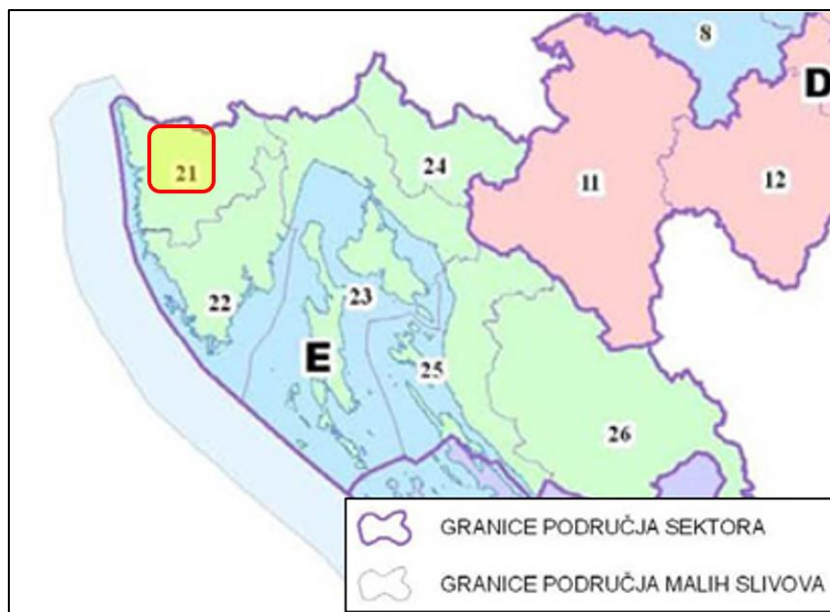 8
D
21
24
11
12
22
23
E
25
26
GRANICE PODRUČJA SEKTORA
GRANICE PODRUČJA MALIH SLIVOVA